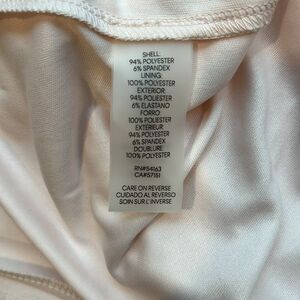 SHELL:
94% POLYESTER
6% SPANDEX
LINING:
100% POLYESTER
EXTERIOR:
94% POLIESTER
6% ELASTANO
FORRO:
100% POLIESTER
EXTÉRIEUR:
94% POLYESTER
6% SPANDEX
DOUBLURE
100% POLYESTER
RN#54163
CA#57151
CARE ON REVERSE
CUIDADO AL REVERSO
SOIN SUR L'INVERSE